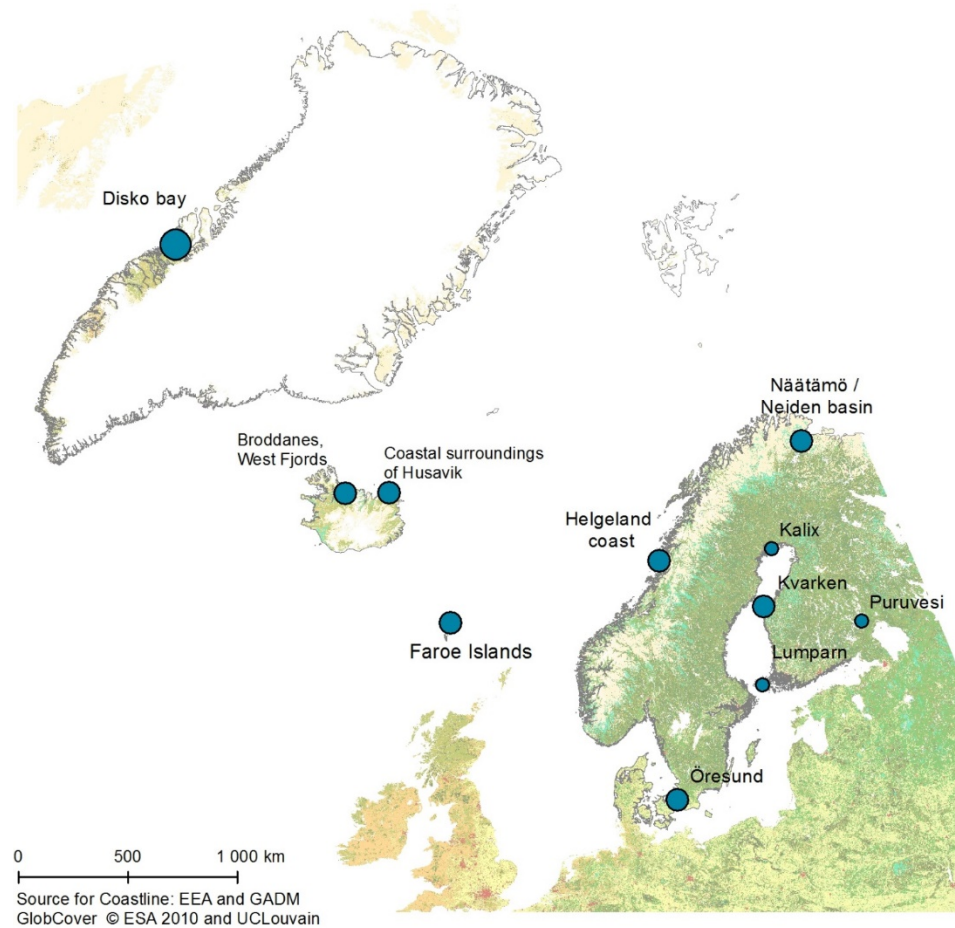 Disko bay
Näätämö /
Neiden basin
Broddanes,
West Fjords
Coastal surroundings
of Husavik
Helgeland
coast
Kalix
Kvarken
Puruvesi
Faroe Islands
Lumparn
Öresund
0 500 1 000 km
Source for Coastline: EEA and GADM
GlobCover © ESA 2010 and UCLouvain